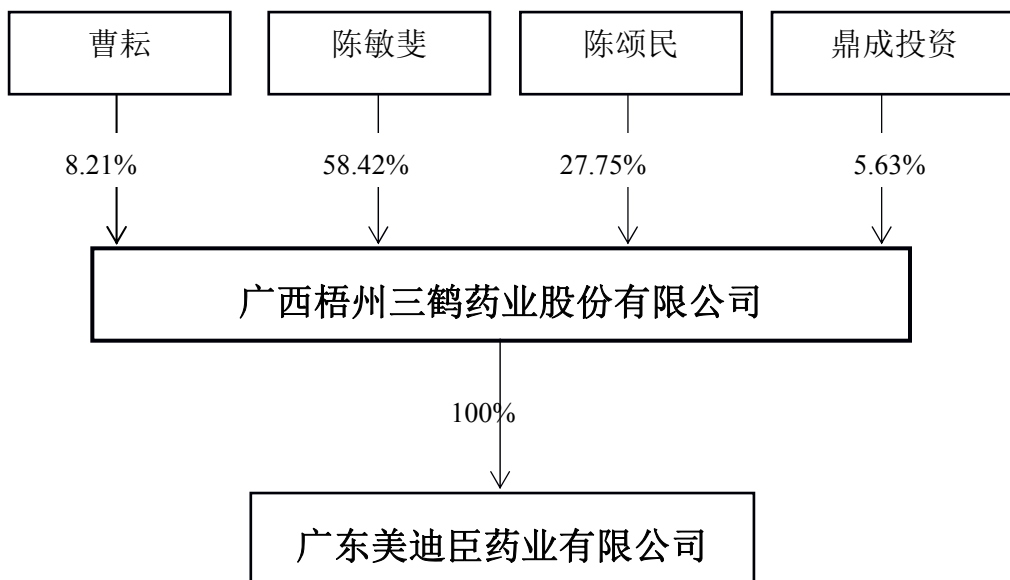 曹耘 陈敏斐 陈颂民 鼎成投资
8.21% 58.42% 27.75% 5.63%
广西梧州三鹤药业股份有限公司
100%
广东美迪臣药业有限公司